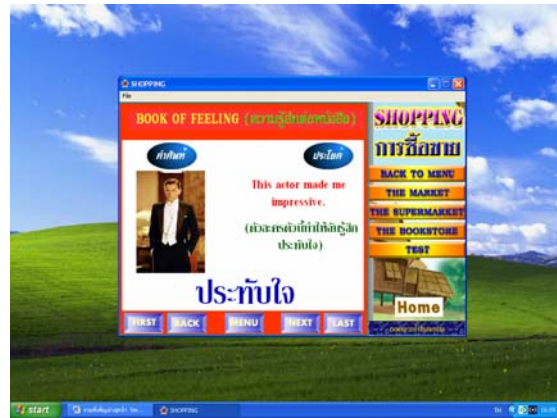 SHOPPING
File
BOOK OF FEELING (ความรู้สึกต่อหนังสือ)
คำศัพท์
ประโยค
This actor made me
impressive.
(ตัวละครตัวนี้ทำให้ฉันรู้สึก
ประทับใจ)
ประทับใจ
FIRST
BACK
MENU
NEXT
LAST
SHOPPING
การซื้อขาย
BACK TO MENU
THE MARKET
THE SUPERMARKET
THE BOOKSTORE
TEST
Home
start
SHOPPING
TH